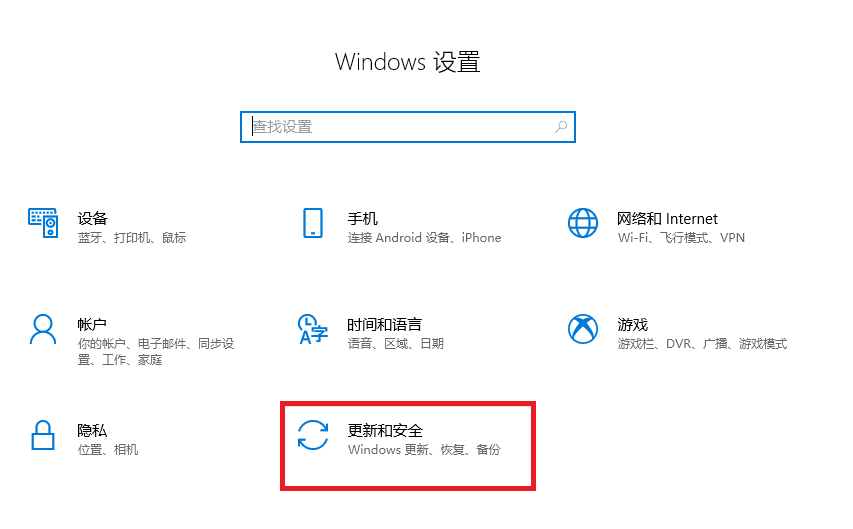 Windows 设置
查找设置
设备
蓝牙、打印机、鼠标
手机
连接 Android 设备、iPhone
网络和 Internet
Wi-Fi、飞行模式、VPN
帐户
你的帐户、电子邮件、同步设
置、工作、家庭
时间和语言
语音、区域、日期
游戏
游戏栏、DVR、广播、游戏模式
隐私
位置、相机
更新和安全
Windows 更新、恢复、备份